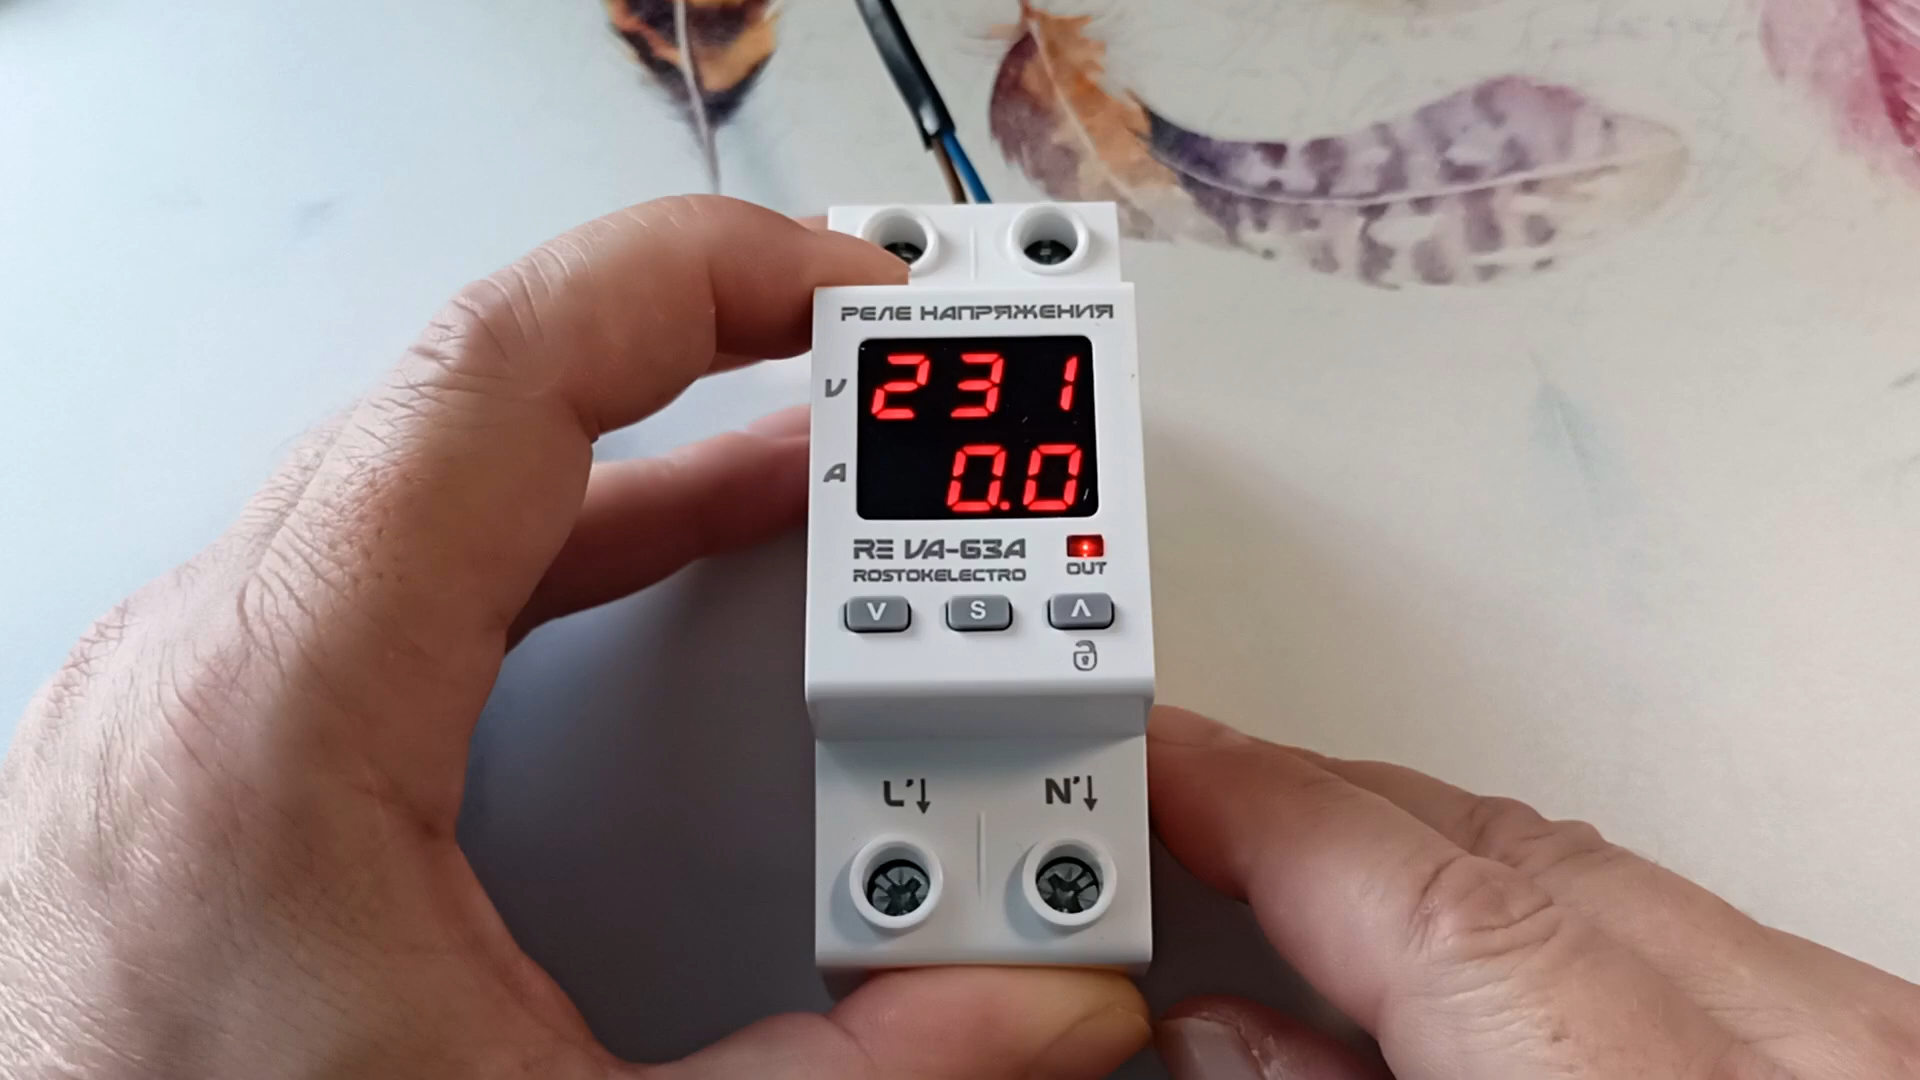 РЕЛЕ НАПРЯЖЕНИЯ
V 231
A 0.0
RE VA-63A
ROSTOKELECTRO
OUT
V S Λ
L'↓ N'↓